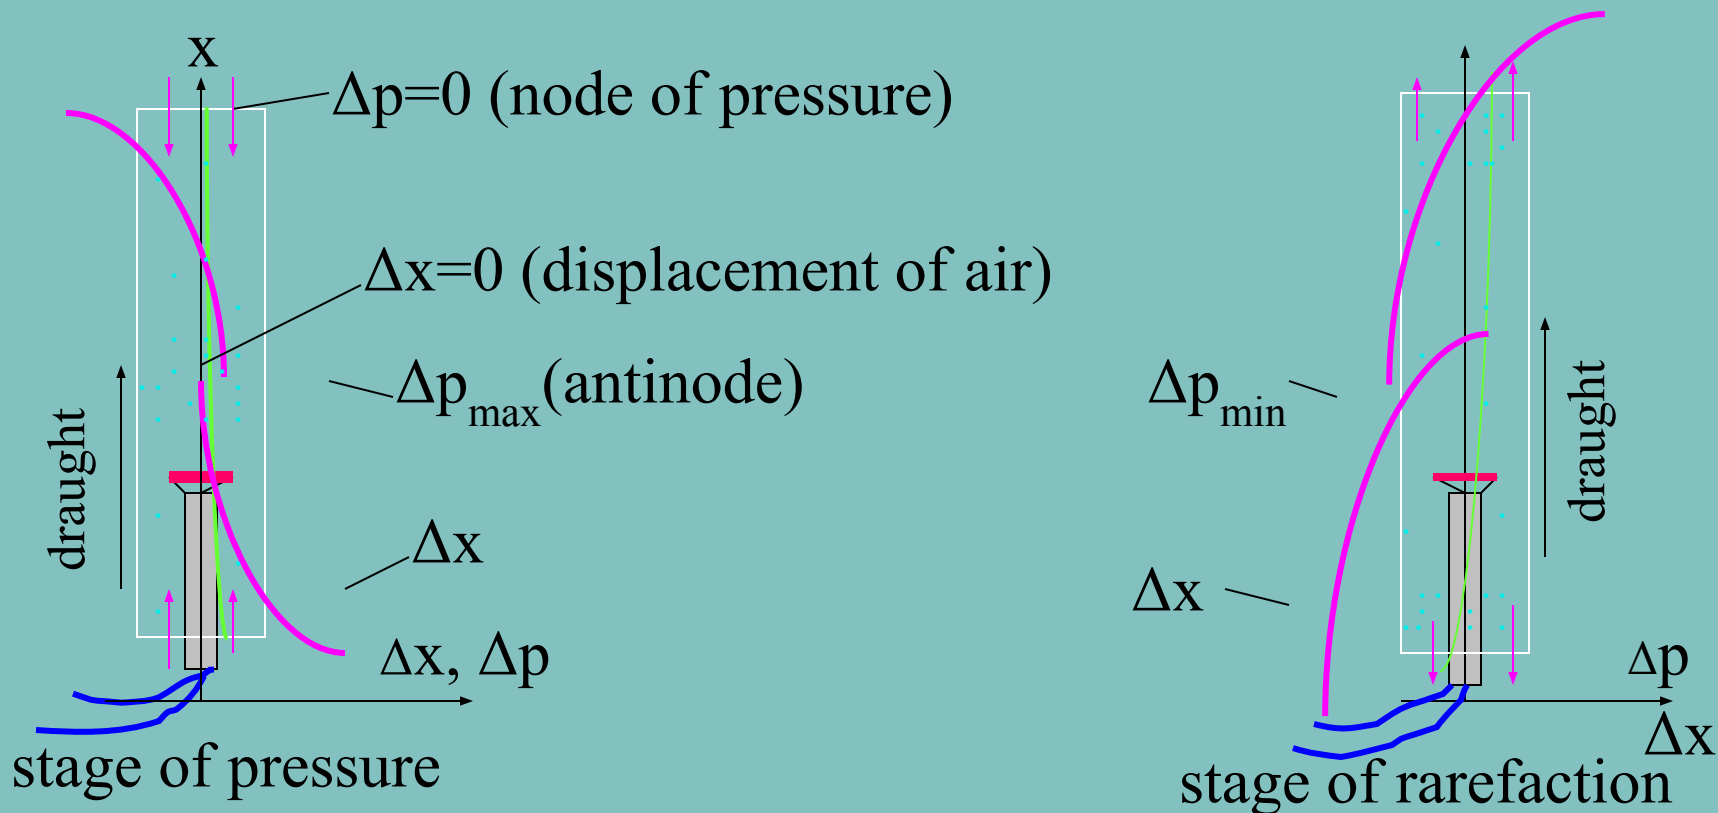 x
Δp=0 (node of pressure)
Δx=0 (displacement of air)
Δpmax(antinode)
draught
Δx
Δx, Δp
stage of pressure
Δpmin
draught
Δx
Δp
Δx
stage of rarefaction